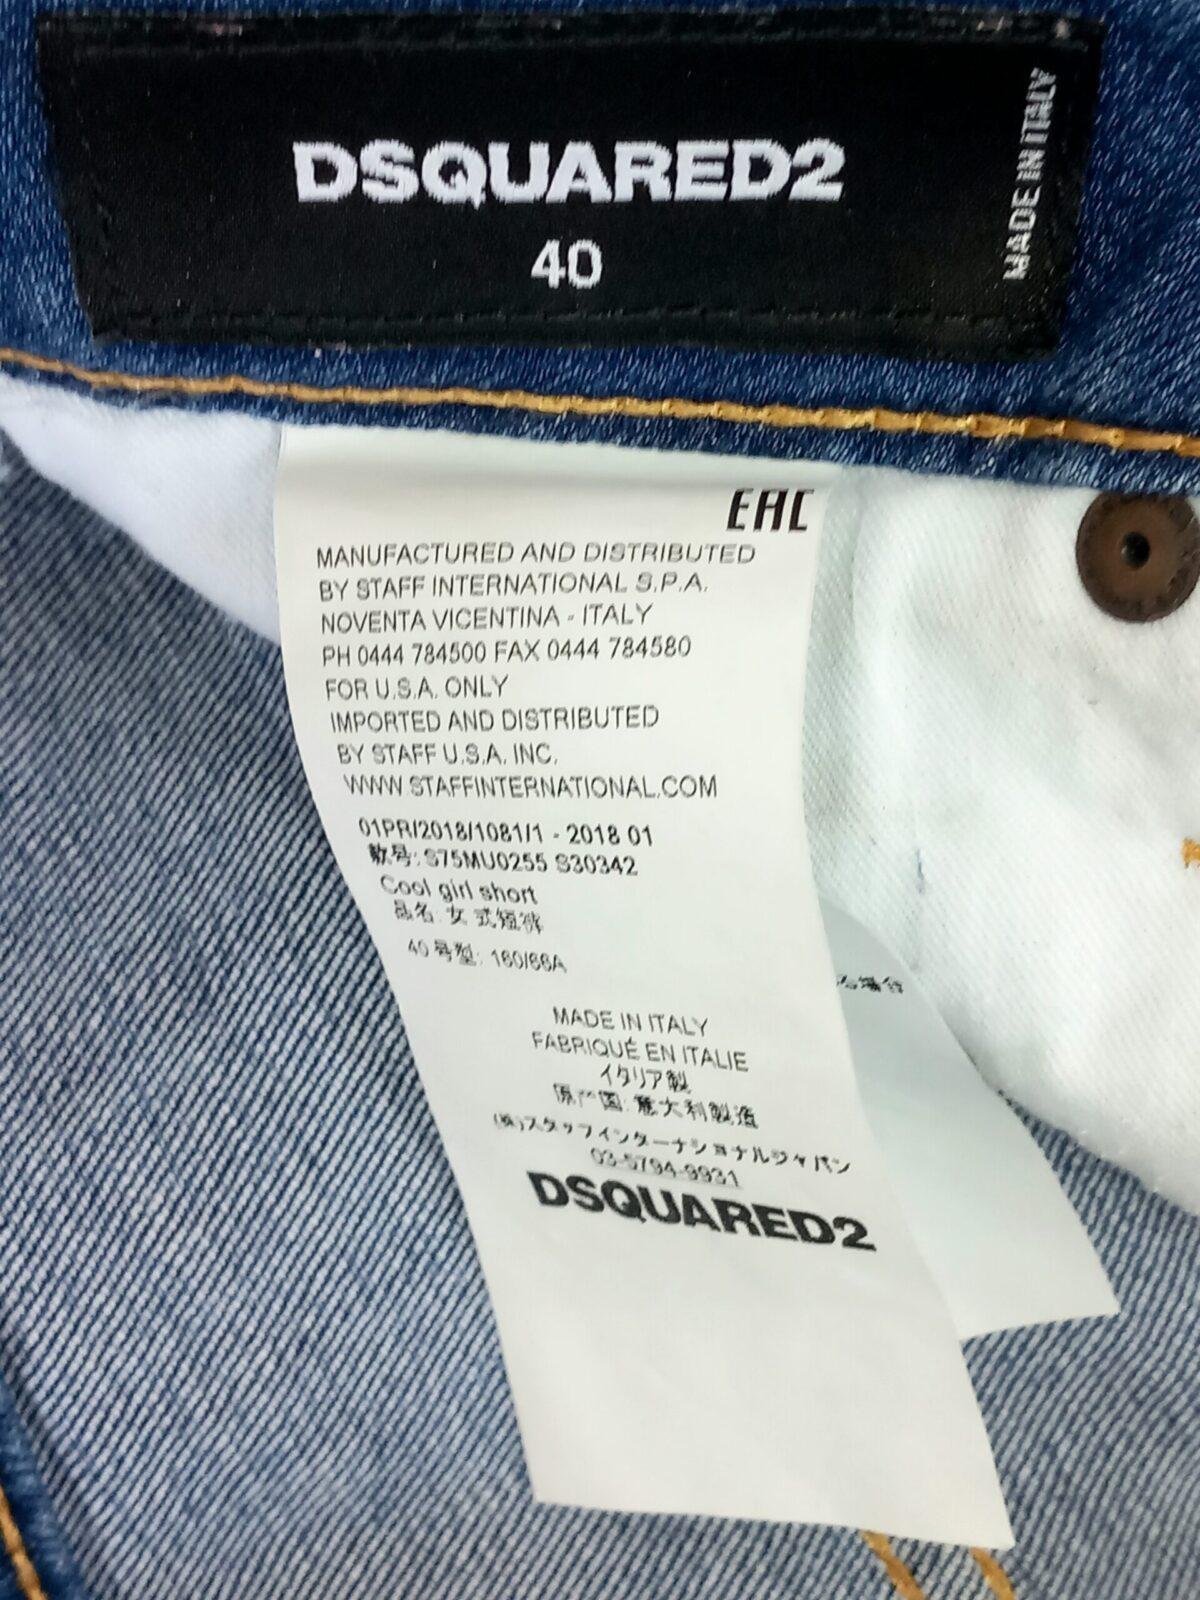 DSQUARED2
40
MADE IN ITALY
EAC
MANUFACTURED AND DISTRIBUTED
BY STAFF INTERNATIONAL S.P.A.
NOVENTA VICENTINA - ITALY
PH 0444 784500 FAX 0444 784580
FOR U.S.A. ONLY
IMPORTED AND DISTRIBUTED
BY STAFF U.S.A. INC.
WWW.STAFFINTERNATIONAL.COM
01PR/2018/1081/1 - 2018 01
款号: S75MU0255 S30342
Cool girl short
品名: 女式短裤
40 号型: 160/66A
る場合
MADE IN ITALY
FABRIQUÉ EN ITALIE
イタリア製
原产国: 意大利製造
(株)スタッフインターナショナルジャパン
03-5794-9931
DSQUARED2